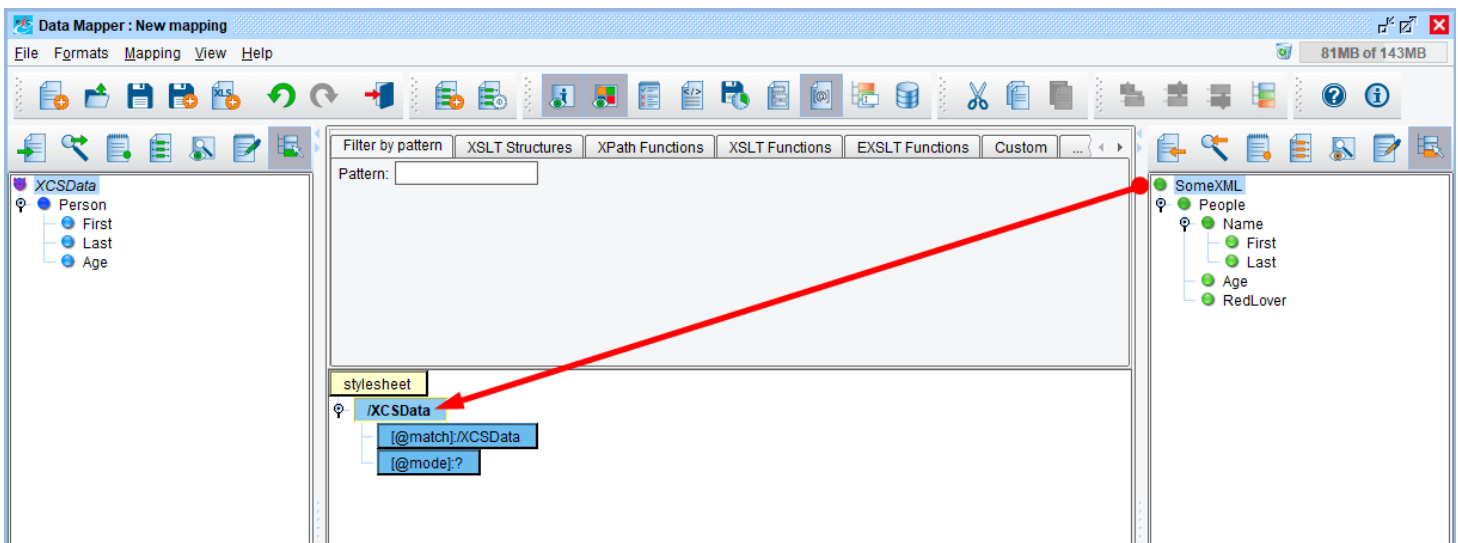 Data Mapper : New mapping
File Formats Mapping View Help
81MB of 143MB
XLS
Filter by pattern XSLT Structures XPath Functions XSLT Functions EXSLT Functions Custom ...
Pattern:
XCSData
Person
First
Last
Age
stylesheet
/XCSData
[@match]:/XCSData
[@mode]:?
SomeXML
People
Name
First
Last
Age
RedLover